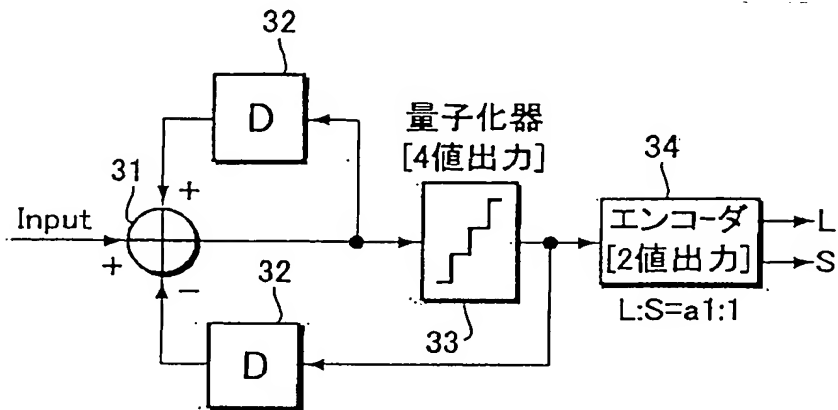 32
D
量子化器
[4値出力]
34
31
+
Input
+
エンコーダ
[2値出力]
L
S
-
32
L:S=a1:1
33
D